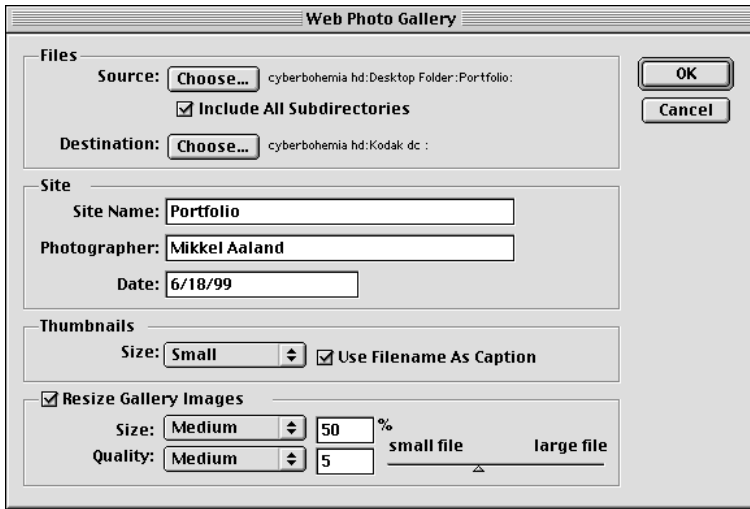 Web Photo Gallery
Files
Source: Choose... cyberbohemia hd:Desktop Folder:Portfolio:
Include All Subdirectories
Destination: Choose... cyberbohemia hd:Kodak dc :
OK
Cancel
Site
Site Name: Portfolio
Photographer: Mikkel Aaland
Date: 6/18/99
Thumbnails
Size: Small Use Filename As Caption
Resize Gallery Images
Size: Medium 50 %
Quality: Medium 5 small file large file